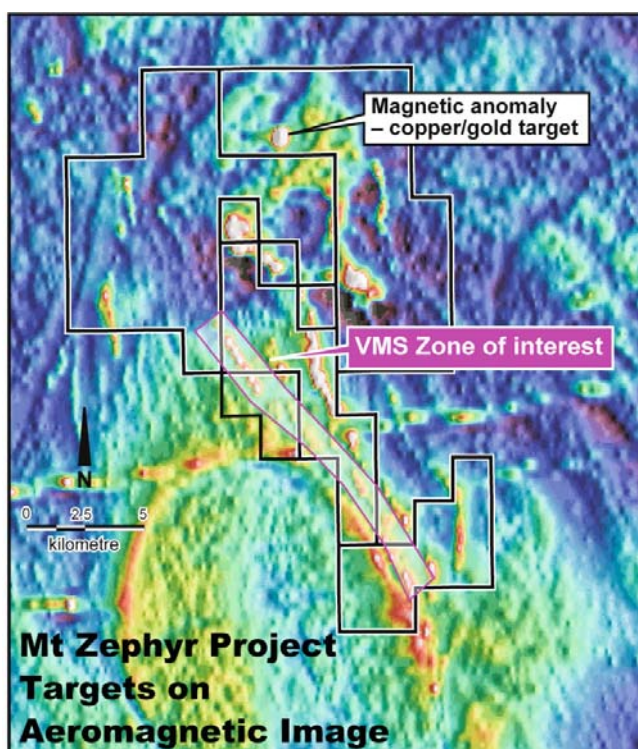 Magnetic anomaly
– copper/gold target
VMS Zone of interest
N
0 2.5 5
kilometre
Mt Zephyr Project
Targets on
Aeromagnetic Image